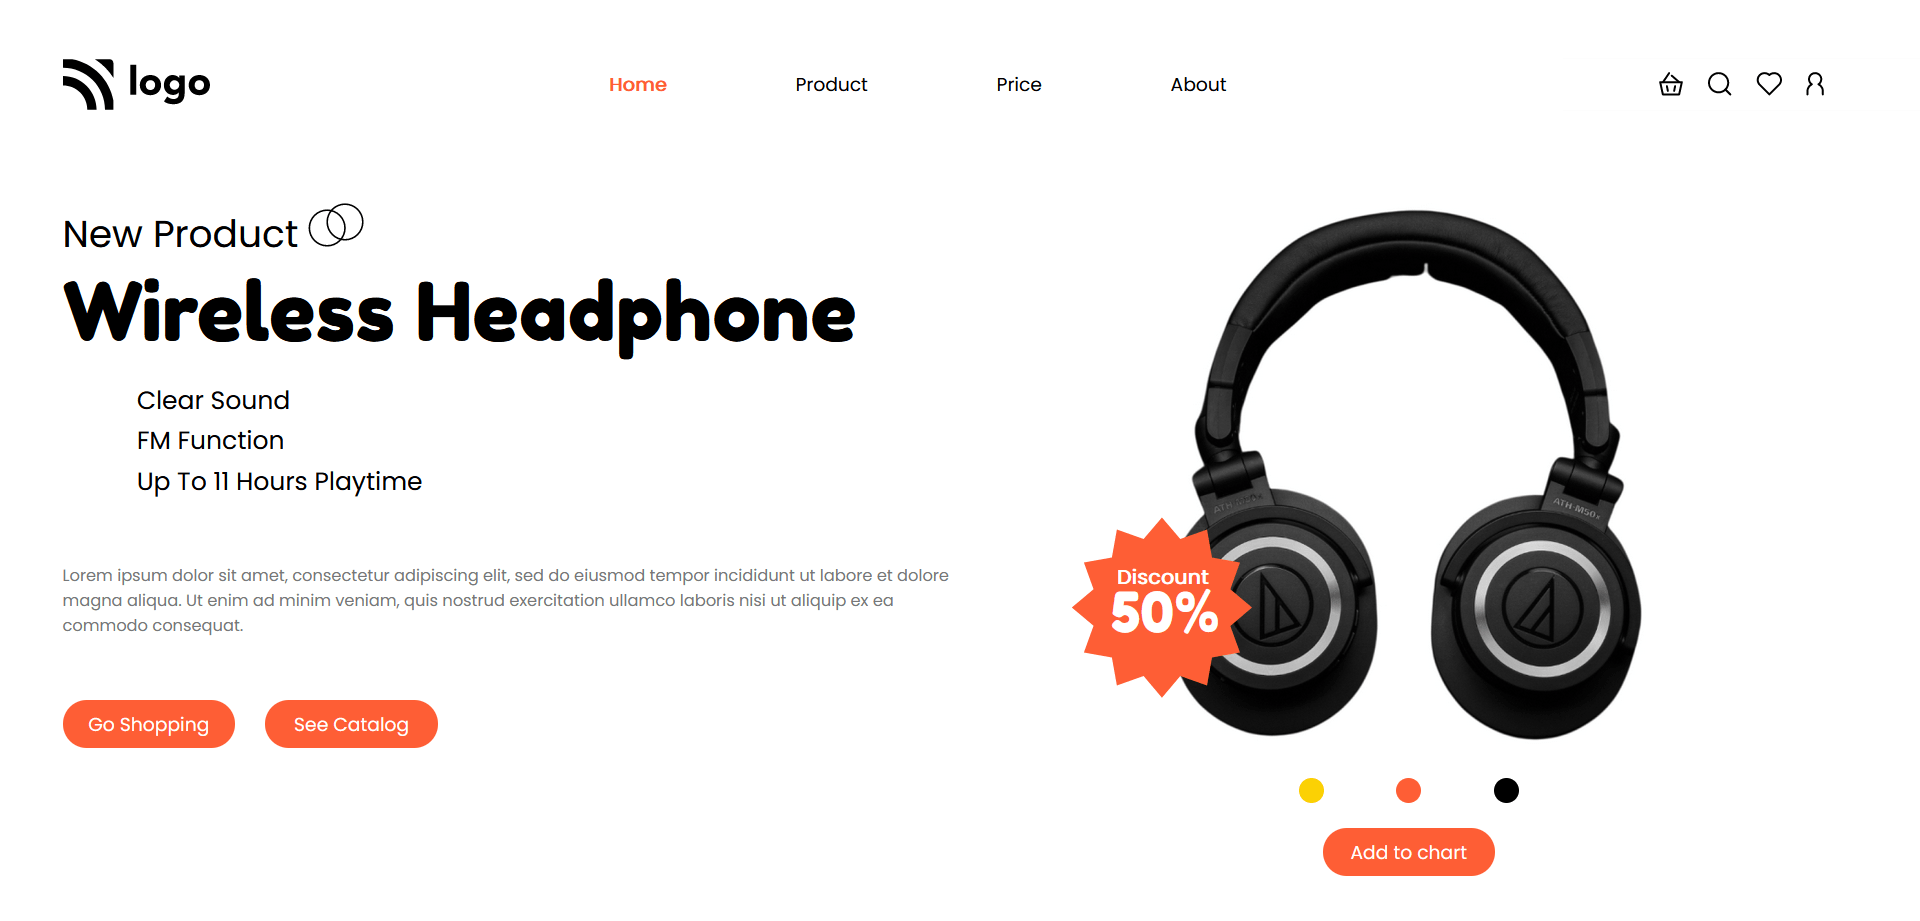 logo
Home
Product
Price
About
New Product
Wireless Headphone
Clear Sound
FM Function
Up To 11 Hours Playtime
Lorem ipsum dolor sit amet, consectetur adipiscing elit, sed do eiusmod tempor incididunt ut labore et dolore
magna aliqua. Ut enim ad minim veniam, quis nostrud exercitation ullamco laboris nisi ut aliquip ex ea
commodo consequat.
Go Shopping
See Catalog
ATH-M50x
ATH-M50x
Discount
50%
Add to chart